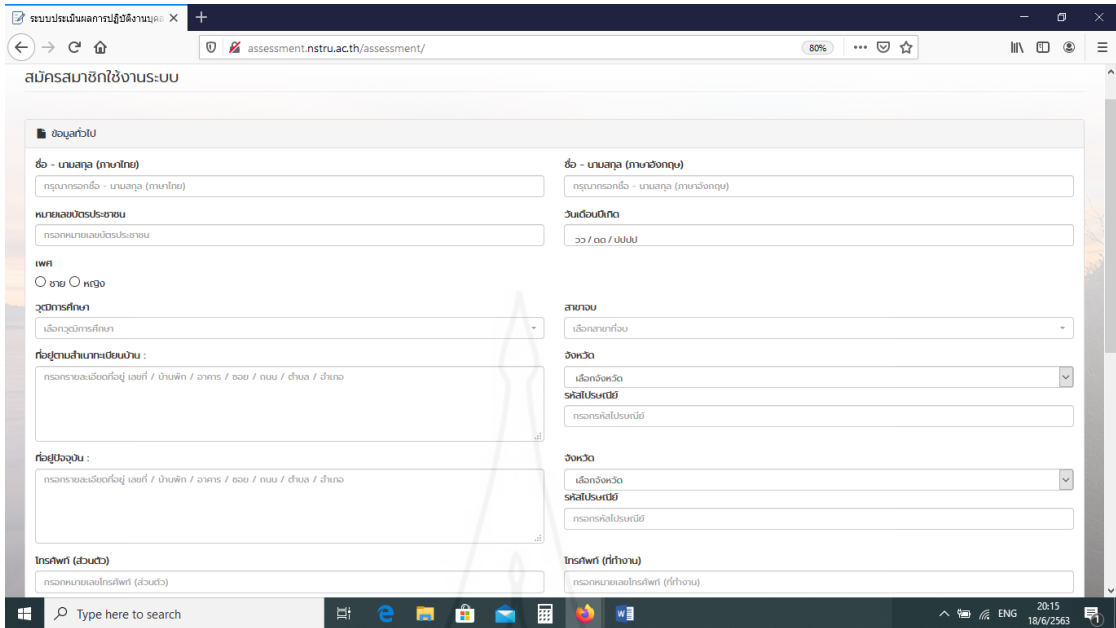 ระบบประเมินผลการปฏิบัติงานบุคล
assessment.nstru.ac.th/assessment/
80%
สมัครสมาชิกใช้งานระบบ
ข้อมูลทั่วไป
ชื่อ - นามสกุล (ภาษาไทย) ชื่อ - นามสกุล (ภาษาอังกฤษ)
กรุณากรอกชื่อ - นามสกุล (ภาษาไทย) กรุณากรอกชื่อ - นามสกุล (ภาษาอังกฤษ)
หมายเลขบัตรประชาชน วันเดือนปีเกิด
กรอกหมายเลขบัตรประชาชน วว / ดด / ปปปป
เพศ
ชาย หญิง
วุฒิการศึกษา สาขาจบ
เลือกวุฒิการศึกษา เลือกสาขาที่จบ
ที่อยู่ตามสำเนาทะเบียนบ้าน : จังหวัด
กรอกรายละเอียดที่อยู่ เลขที่ / บ้านพัก / อาคาร / ซอย / ถนน / ตำบล / อำเภอ เลือกจังหวัด
รหัสไปรษณีย์
กรอกรหัสไปรษณีย์
ที่อยู่ปัจจุบัน : จังหวัด
กรอกรายละเอียดที่อยู่ เลขที่ / บ้านพัก / อาคาร / ซอย / ถนน / ตำบล / อำเภอ เลือกจังหวัด
รหัสไปรษณีย์
กรอกรหัสไปรษณีย์
โทรศัพท์ (ส่วนตัว) โทรศัพท์ (ที่ทำงาน)
กรอกหมายเลขโทรศัพท์ (ส่วนตัว) กรอกหมายเลขโทรศัพท์ (ที่ทำงาน)
Type here to search
ENG
20:15
18/6/2563
1